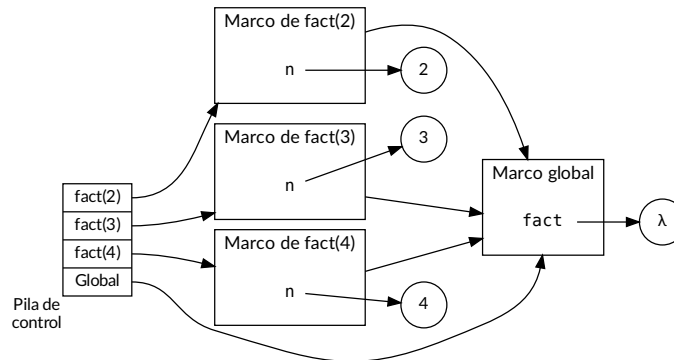 Marco de fact(2)
n
2
Marco de fact(3)
n
3
Marco de fact(4)
n
4
Marco global
fact
λ
fact(2)
fact(3)
fact(4)
Global
Pila de
control